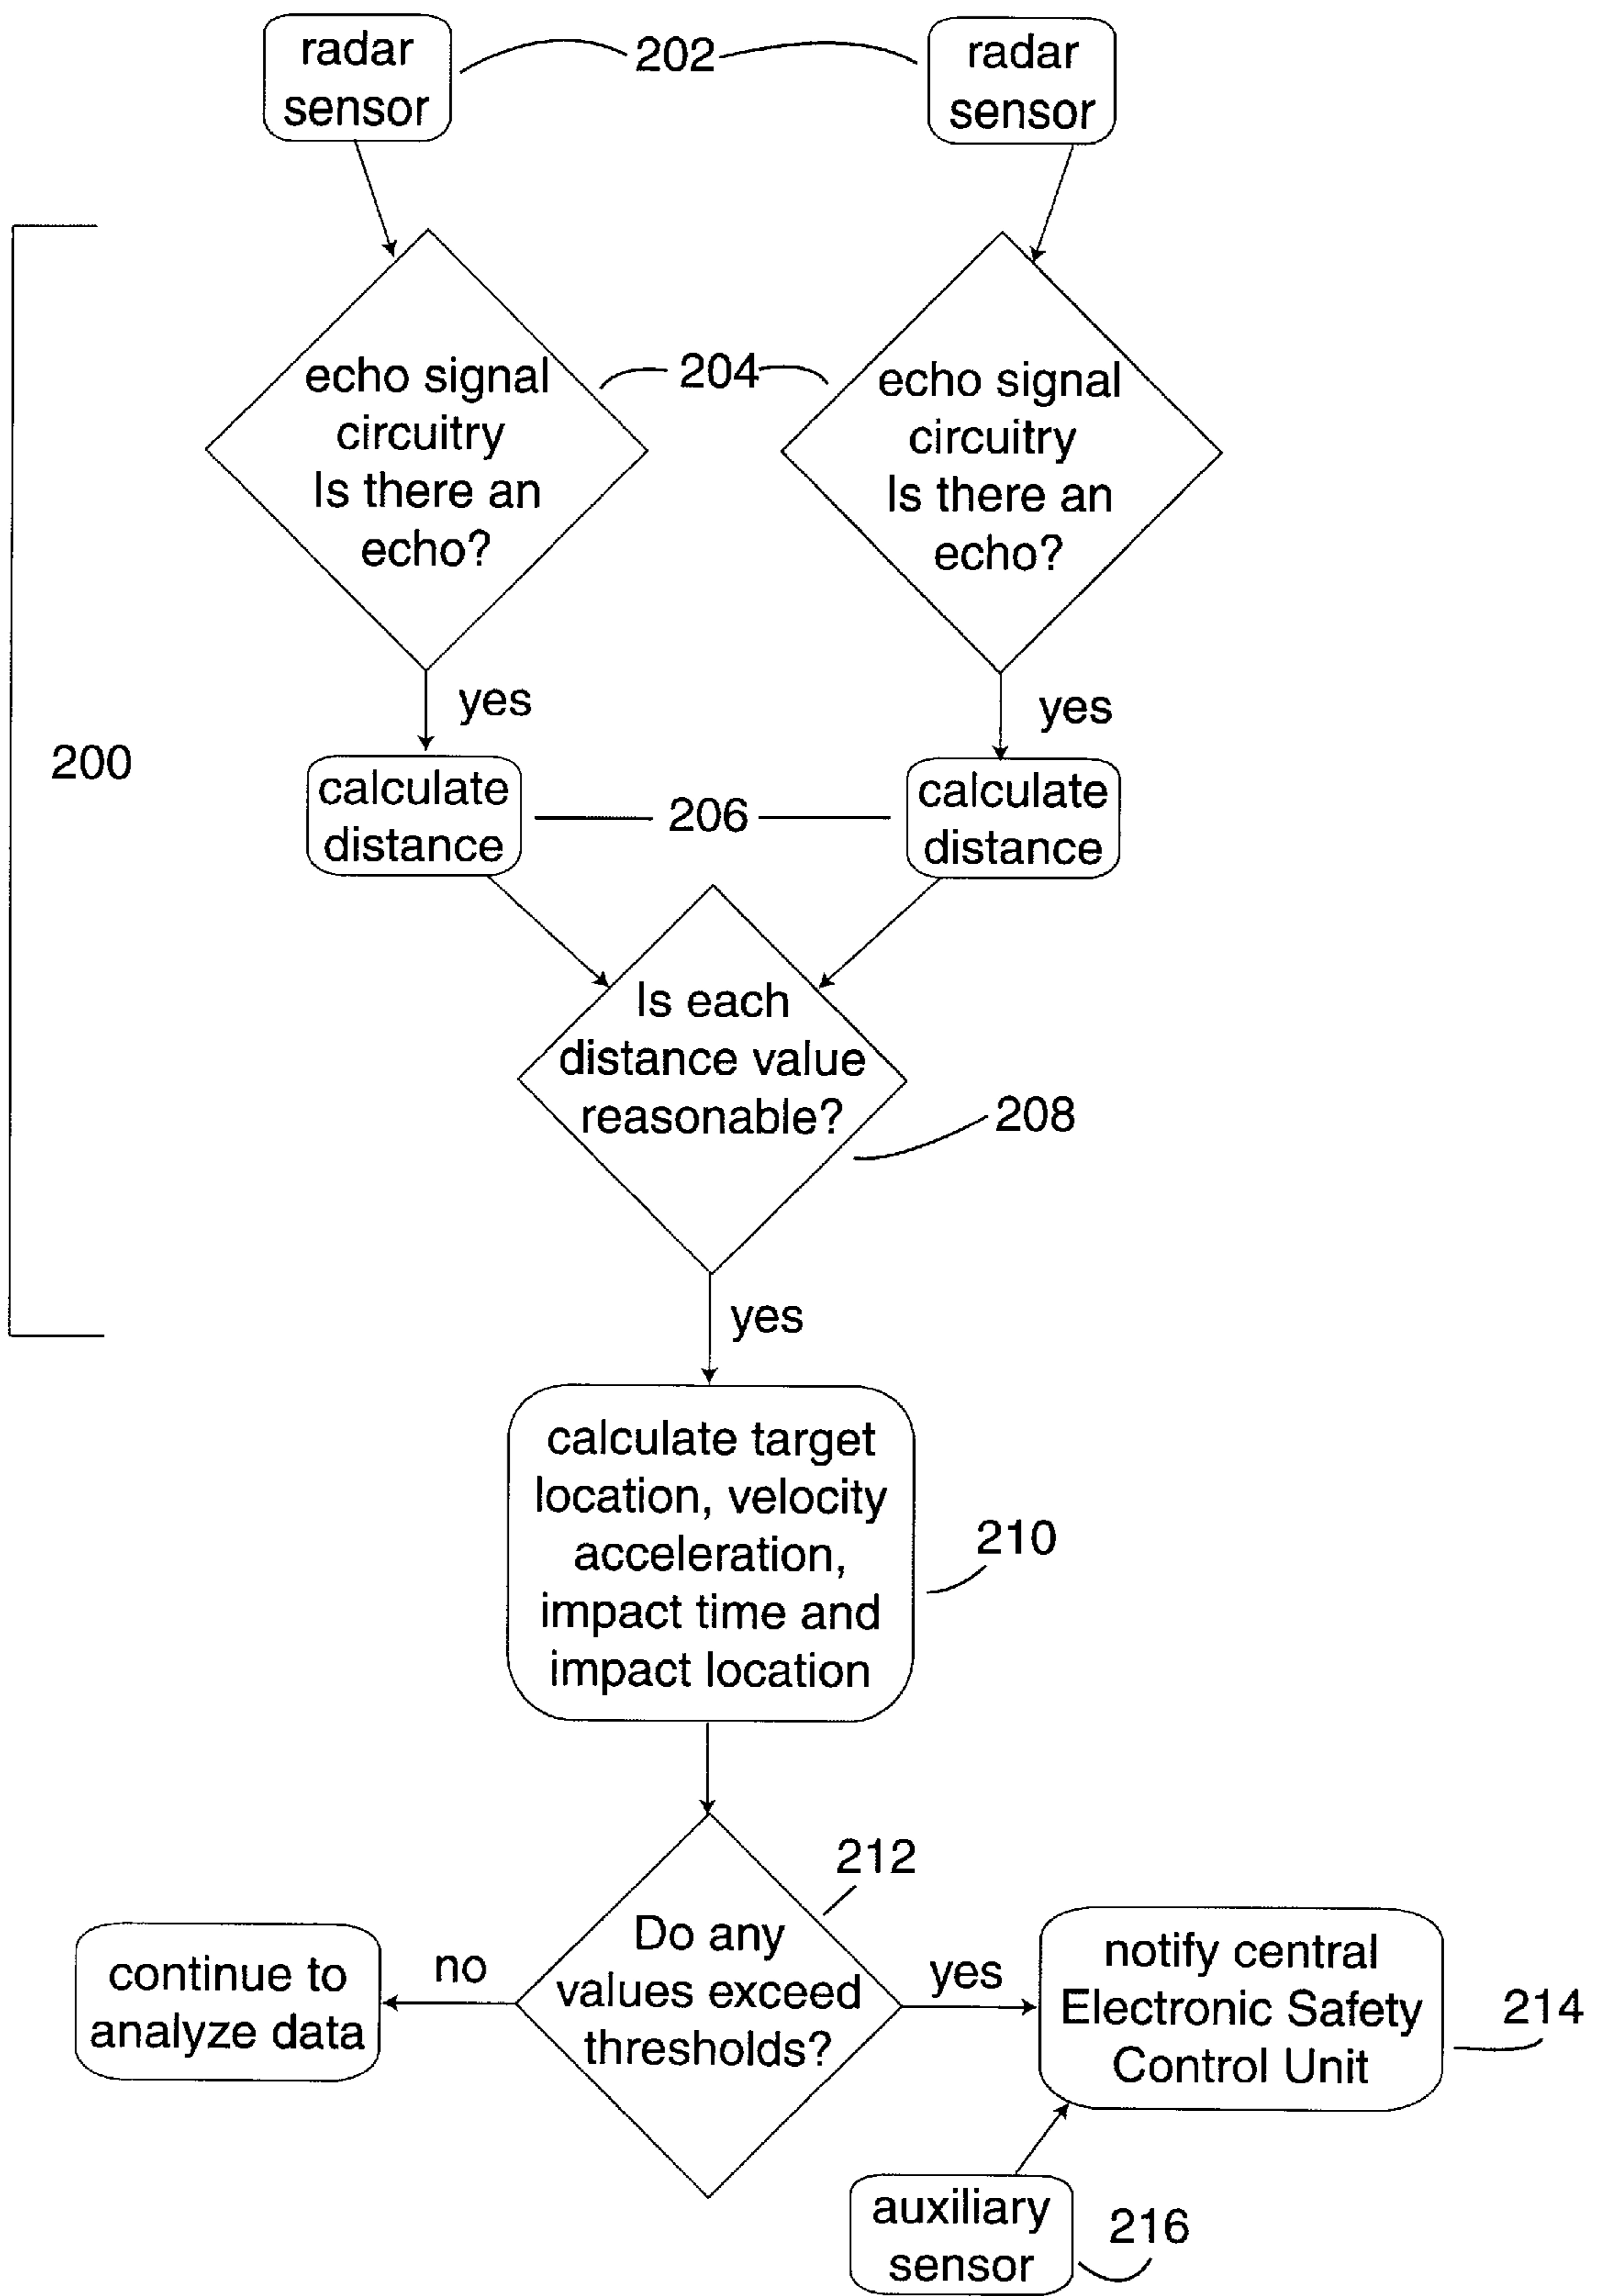 radar
sensor
202
radar
sensor
echo signal
circuitry
Is there an
echo?
204
echo signal
circuitry
Is there an
echo?
yes
yes
200
calculate
distance
206
calculate
distance
Is each
distance value
reasonable?
208
yes
calculate target
location, velocity
acceleration,
impact time and
impact location
210
212
Do any
values exceed
thresholds?
no
continue to
analyze data
yes
notify central
Electronic Safety
Control Unit
214
auxiliary
sensor
216